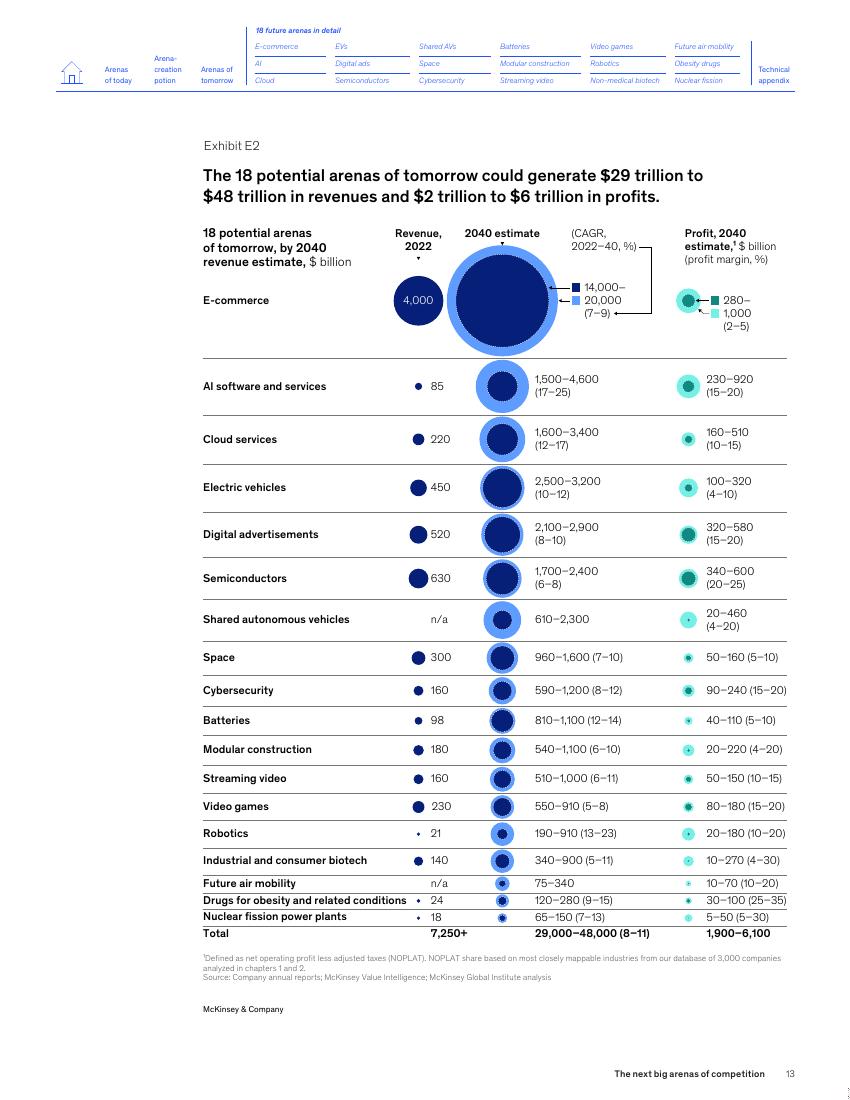 18 future arenas in detail
E-commerce EVs Shared AVs Batteries Video games Future air mobility
Arenas of today
Arena-creation potion
Arenas of tomorrow
AI Digital ads Space Modular construction Robotics Obesity drugs
Cloud Semiconductors Cybersecurity Streaming video Non-medical biotech Nuclear fission
Technical appendix
Exhibit E2
The 18 potential arenas of tomorrow could generate $29 trillion to
$48 trillion in revenues and $2 trillion to $6 trillion in profits.
18 potential arenas
of tomorrow, by 2040
revenue estimate, $ billion
Revenue,
2022
2040 estimate
(CAGR,
2022–40, %)
Profit, 2040
estimate,¹ $ billion
(profit margin, %)
E-commerce
4,000
14,000–
20,000
(7–9)
280–
1,000
(2–5)
AI software and services 85 1,500–4,600 230–920
(17–25) (15–20)
Cloud services 220 1,600–3,400 160–510
(12–17) (10–15)
Electric vehicles 450 2,500–3,200 100–320
(10–12) (4–10)
Digital advertisements 520 2,100–2,900 320–580
(8–10) (15–20)
Semiconductors 630 1,700–2,400 340–600
(6–8) (20–25)
Shared autonomous vehicles n/a 610–2,300 20–460
(4–20)
Space 300 960–1,600 (7–10) 50–160 (5–10)
Cybersecurity 160 590–1,200 (8–12) 90–240 (15–20)
Batteries 98 810–1,100 (12–14) 40–110 (5–10)
Modular construction 180 540–1,100 (6–10) 20–220 (4–20)
Streaming video 160 510–1,000 (6–11) 50–150 (10–15)
Video games 230 550–910 (5–8) 80–180 (15–20)
Robotics 21 190–910 (13–23) 20–180 (10–20)
Industrial and consumer biotech 140 340–900 (5–11) 10–270 (4–30)
Future air mobility n/a 75–340 10–70 (10–20)
Drugs for obesity and related conditions 24 120–280 (9–15) 30–100 (25–35)
Nuclear fission power plants 18 65–150 (7–13) 5–50 (5–30)
Total 7,250+ 29,000–48,000 (8–11) 1,900–6,100
¹Defined as net operating profit less adjusted taxes (NOPLAT). NOPLAT share based on most closely mappable industries from our database of 3,000 companies
analyzed in chapters 1 and 2.
Source: Company annual reports; McKinsey Value Intelligence; McKinsey Global Institute analysis
McKinsey & Company
The next big arenas of competition 13